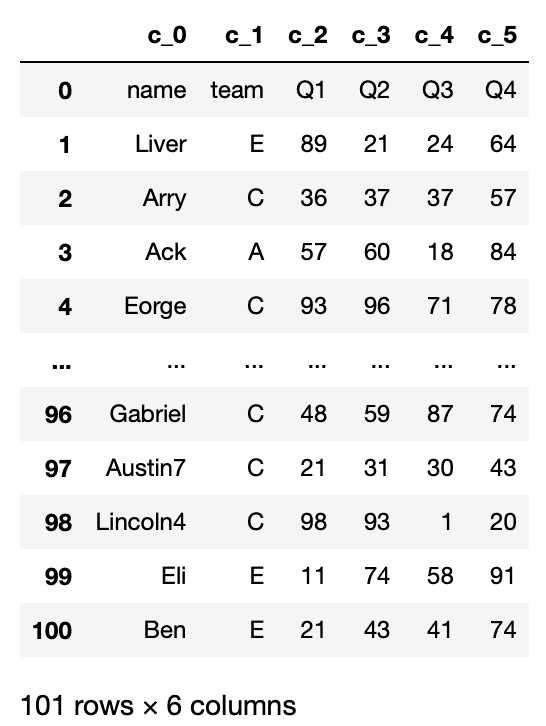 c_0 c_1 c_2 c_3 c_4 c_5
0 name team Q1 Q2 Q3 Q4
1 Liver E 89 21 24 64
2 Arry C 36 37 37 57
3 Ack A 57 60 18 84
4 Eorge C 93 96 71 78
... ... ... ... ... ... ...
96 Gabriel C 48 59 87 74
97 Austin7 C 21 31 30 43
98 Lincoln4 C 98 93 1 20
99 Eli E 11 74 58 91
100 Ben E 21 43 41 74
101 rows × 6 columns